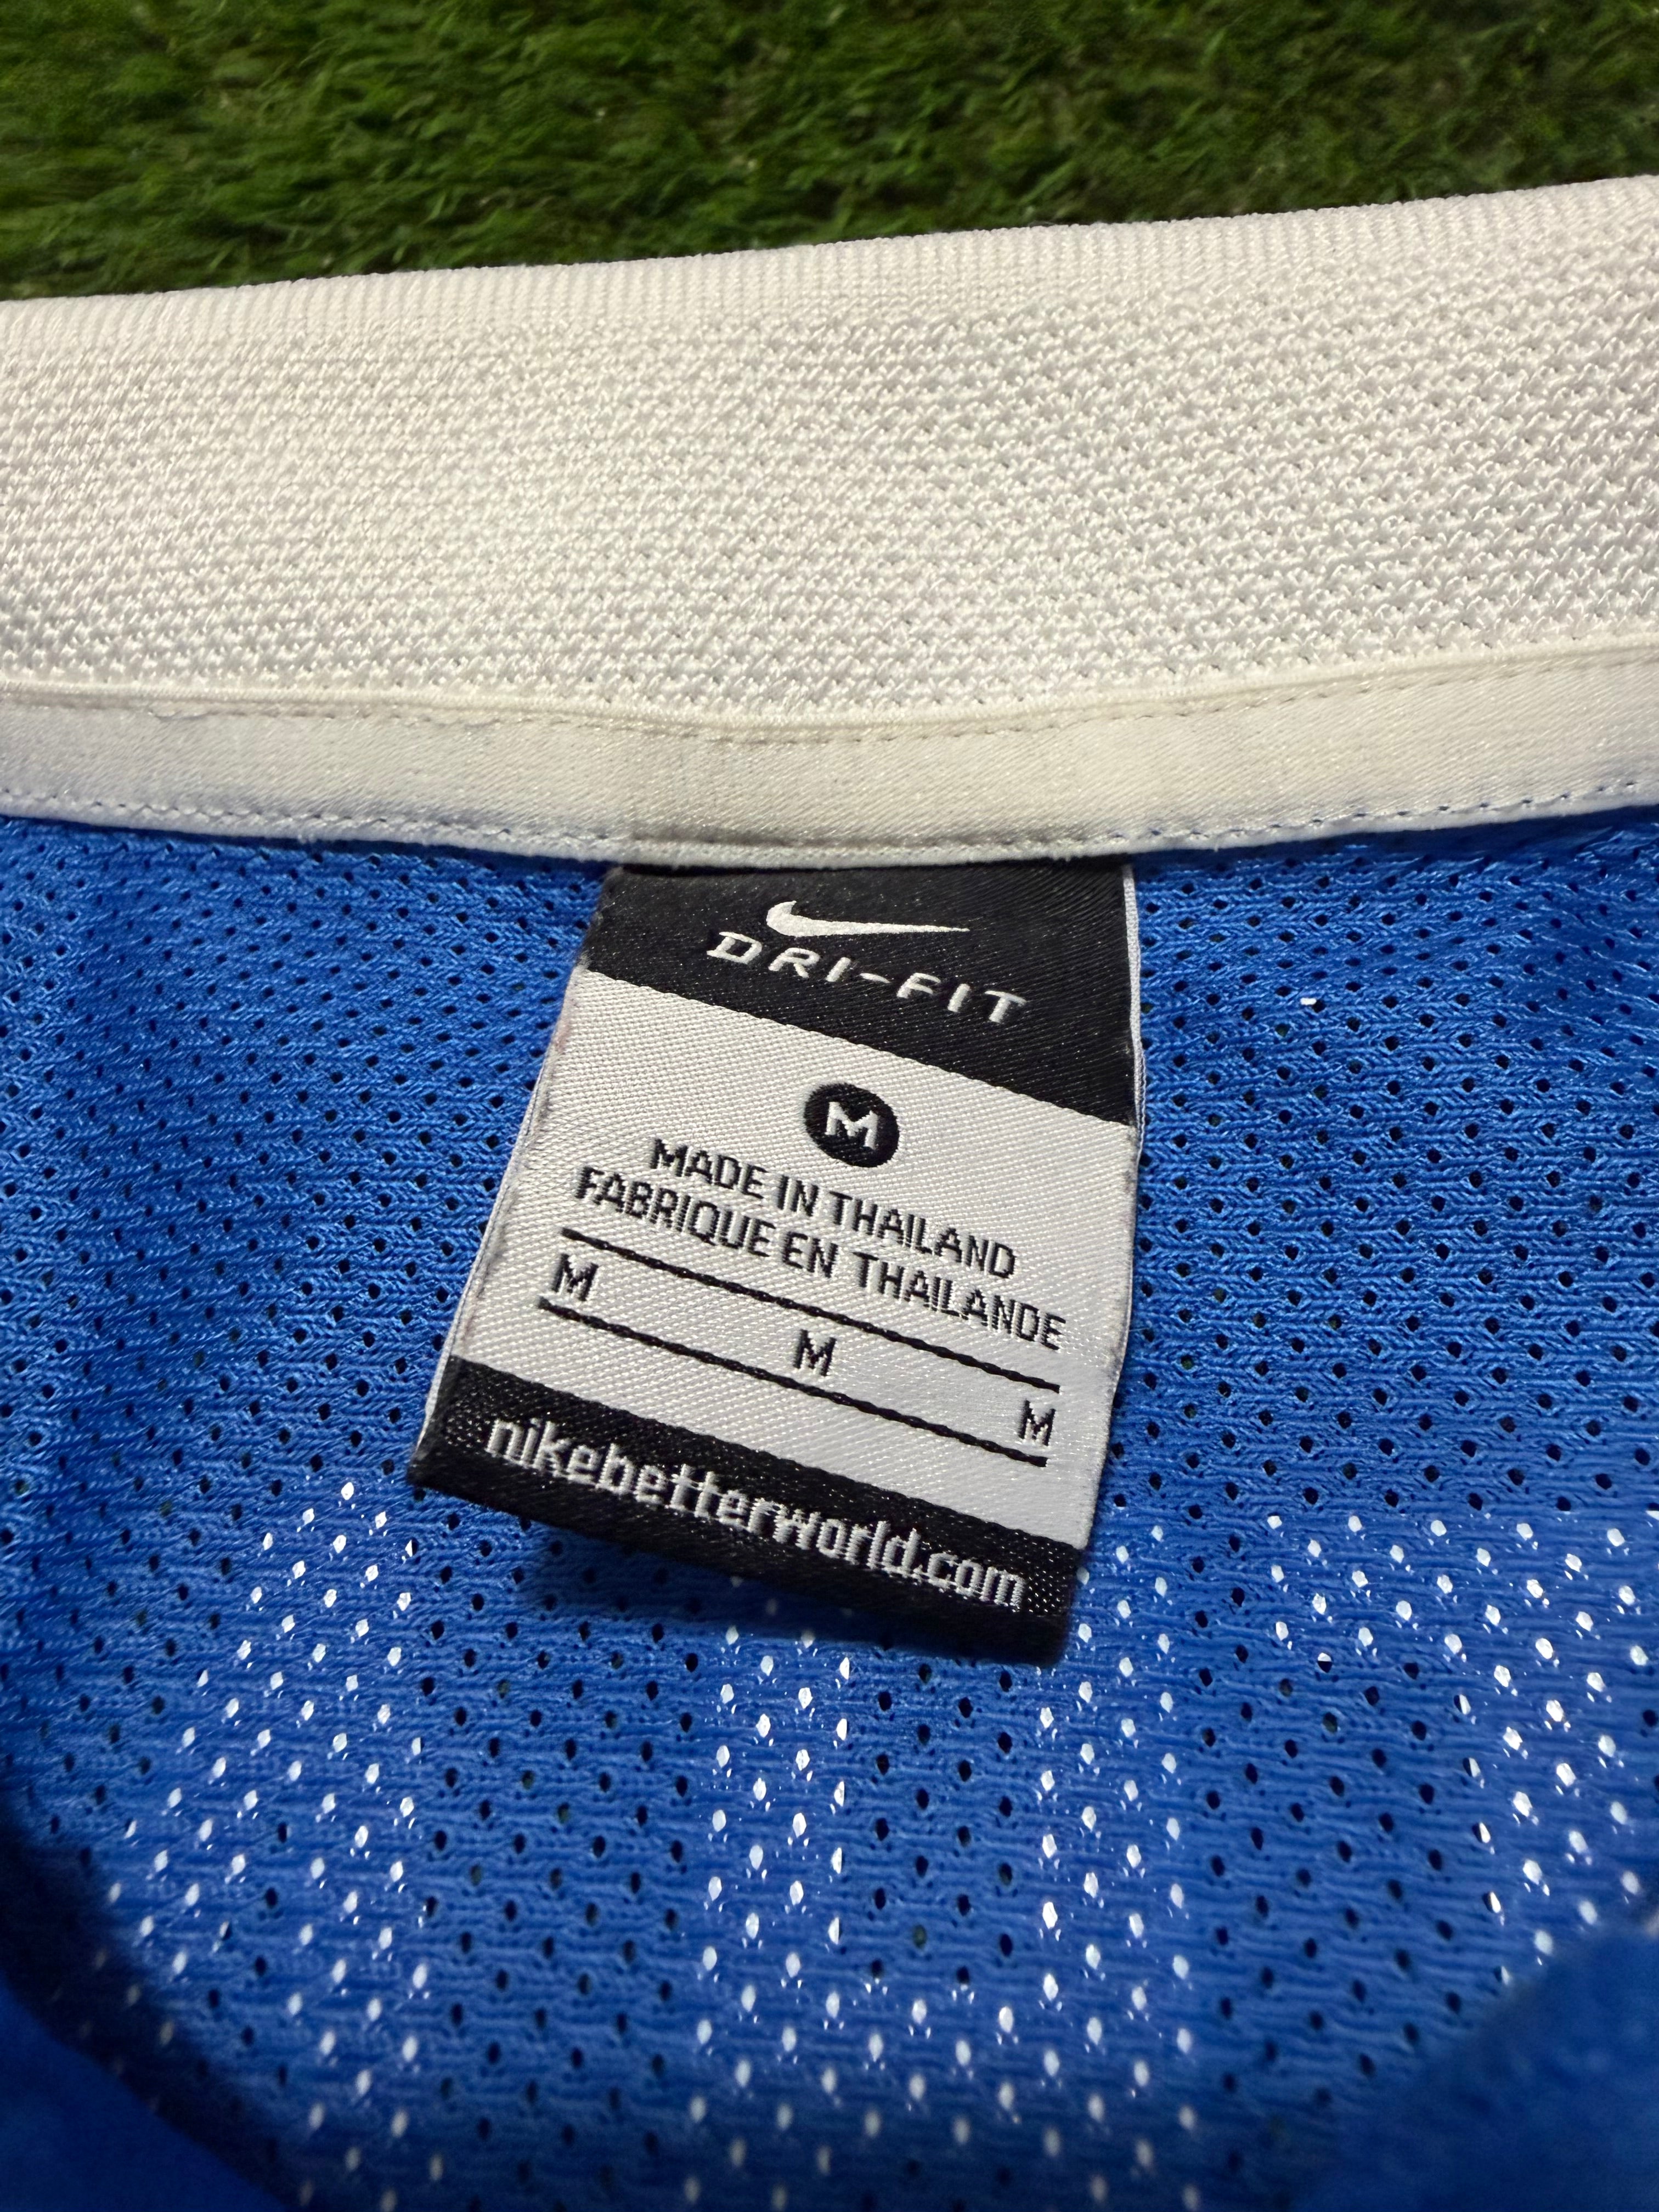 DRI-FIT
M
MADE IN THAILAND
FABRIQUE EN THAILANDE
M M M
nikebetterworld.com